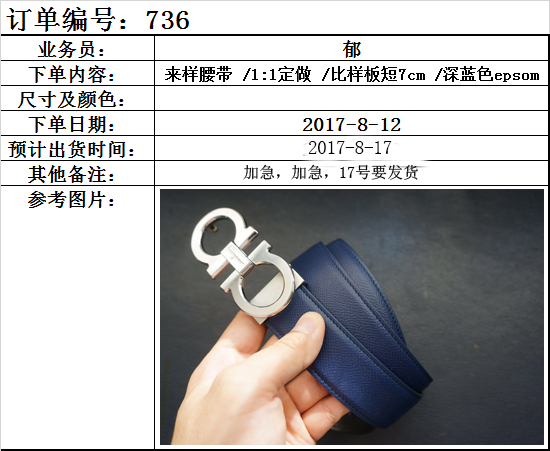 订单编号：736
业务员： 郁
下单内容： 来样腰带 /1:1定做 /比样板短7cm /深蓝色epsom
尺寸及颜色：
下单日期： 2017-8-12
预计出货时间： 2017-8-17
其他备注： 加急，加急，17号要发货
参考图片：